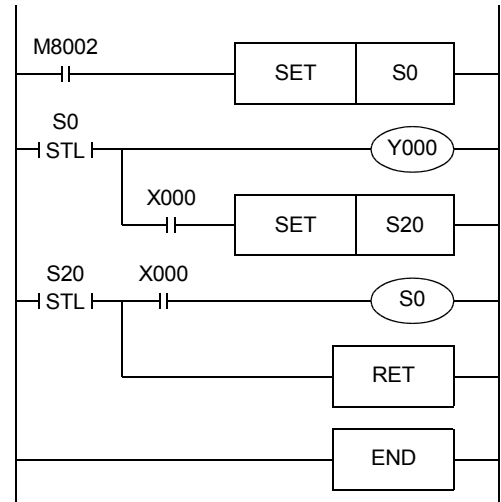 M8002
SET S0
S0
STL Y000
X000
SET S20
S20 X000
STL S0
RET
END